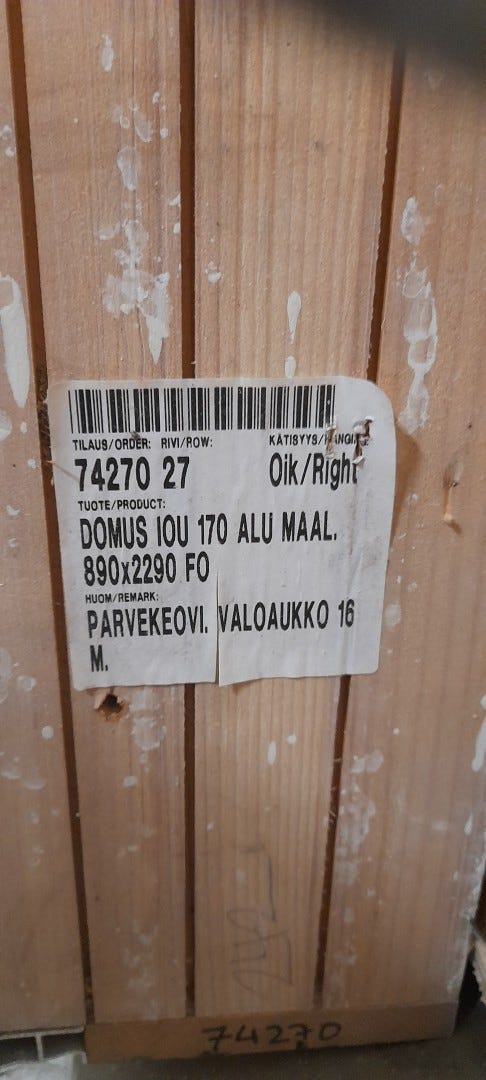 TILAUS/ORDER: RIVI/ROW: KÄTISYYS/HANGING
74270 27 Oik/Right
TUOTE/PRODUCT:
DOMUS IOU 170 ALU MAAL.
890x2290 FO
HUOM/REMARK:
PARVEKEOVI. VALOAUKKO 16
M.
74270